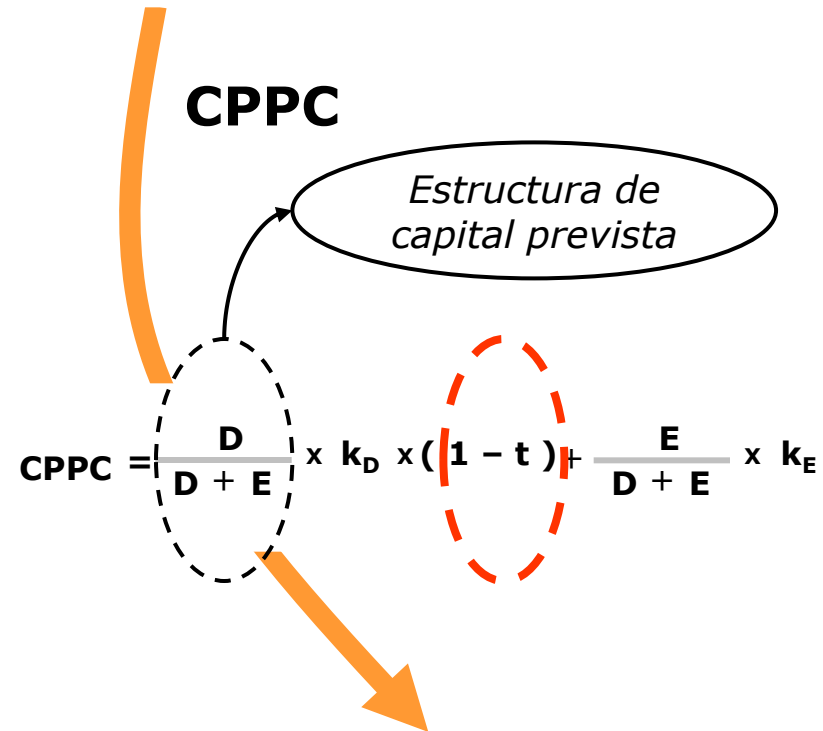 CPPC
Estructura de
capital prevista
CPPC = D / D + E x kD x ( 1 – t ) + E / D + E x kE